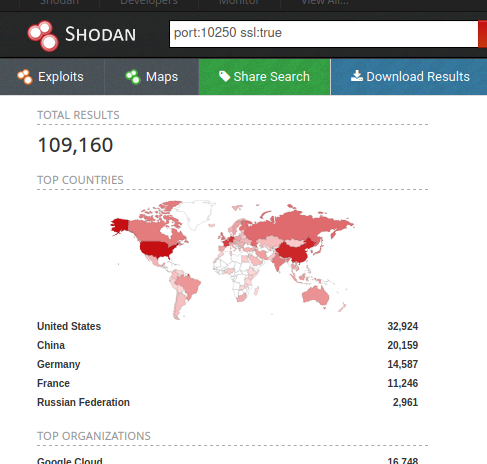 Shodan Developers Monitor View All...
SHODAN port:10250 ssl:true
Exploits Maps Share Search Download Results
TOTAL RESULTS
109,160
TOP COUNTRIES
United States 32,924
China 20,159
Germany 14,587
France 11,246
Russian Federation 2,961
TOP ORGANIZATIONS
Google Cloud 16,748